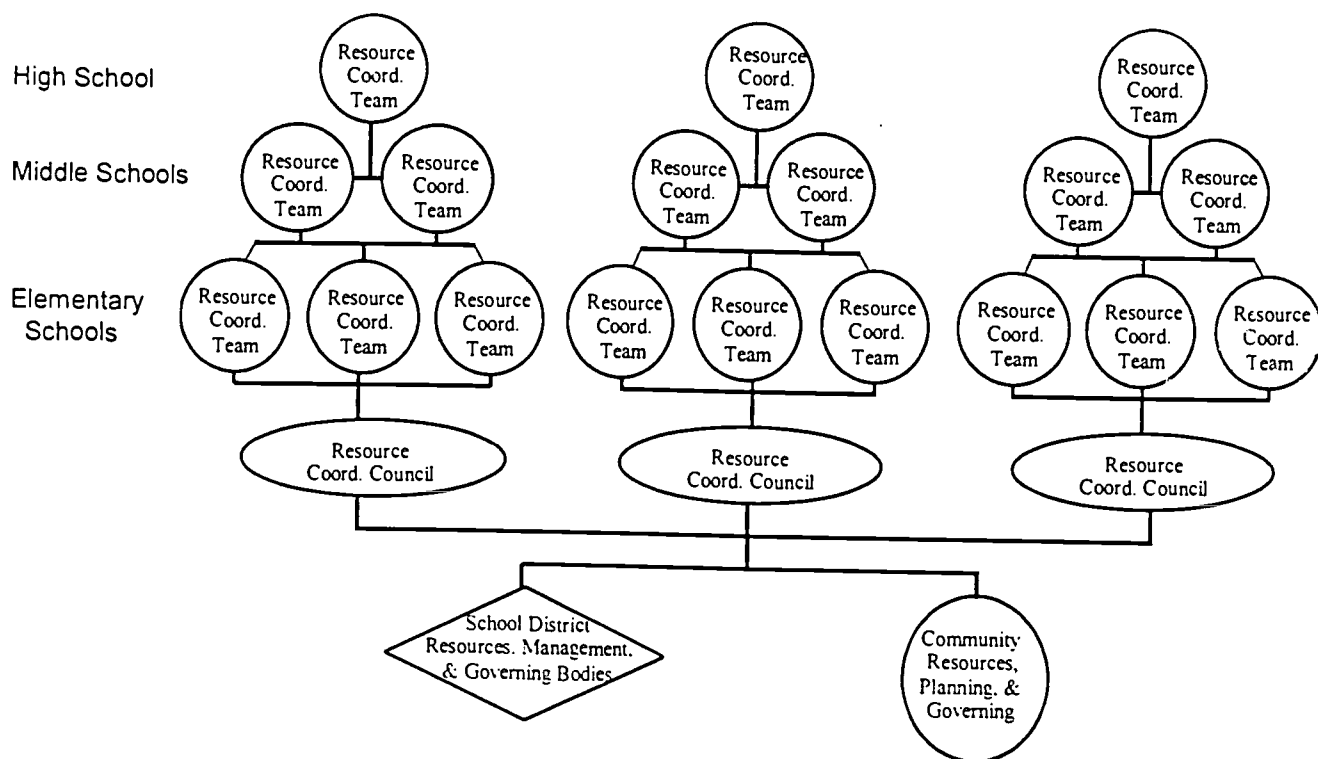 High School
Resource
Coord.
Team
Resource
Coord.
Team
Resource
Coord.
Team
Middle Schools
Resource
Coord.
Team
Resource
Coord.
Team
Resource
Coord.
Team
Resource
Coord.
Team
Resource
Coord.
Team
Resource
Coord.
Team
Elementary
Schools
Resource
Coord.
Team
Resource
Coord.
Team
Resource
Coord.
Team
Resource
Coord.
Team
Resource
Coord.
Team
Resource
Coord.
Team
Resource
Coord.
Team
Resource
Coord.
Team
Resource
Coord.
Team
Resource
Coord. Council
Resource
Coord. Council
Resource
Coord. Council
School District
Resources, Management,
& Governing Bodies
Community
Resources,
Planning, &
Governing